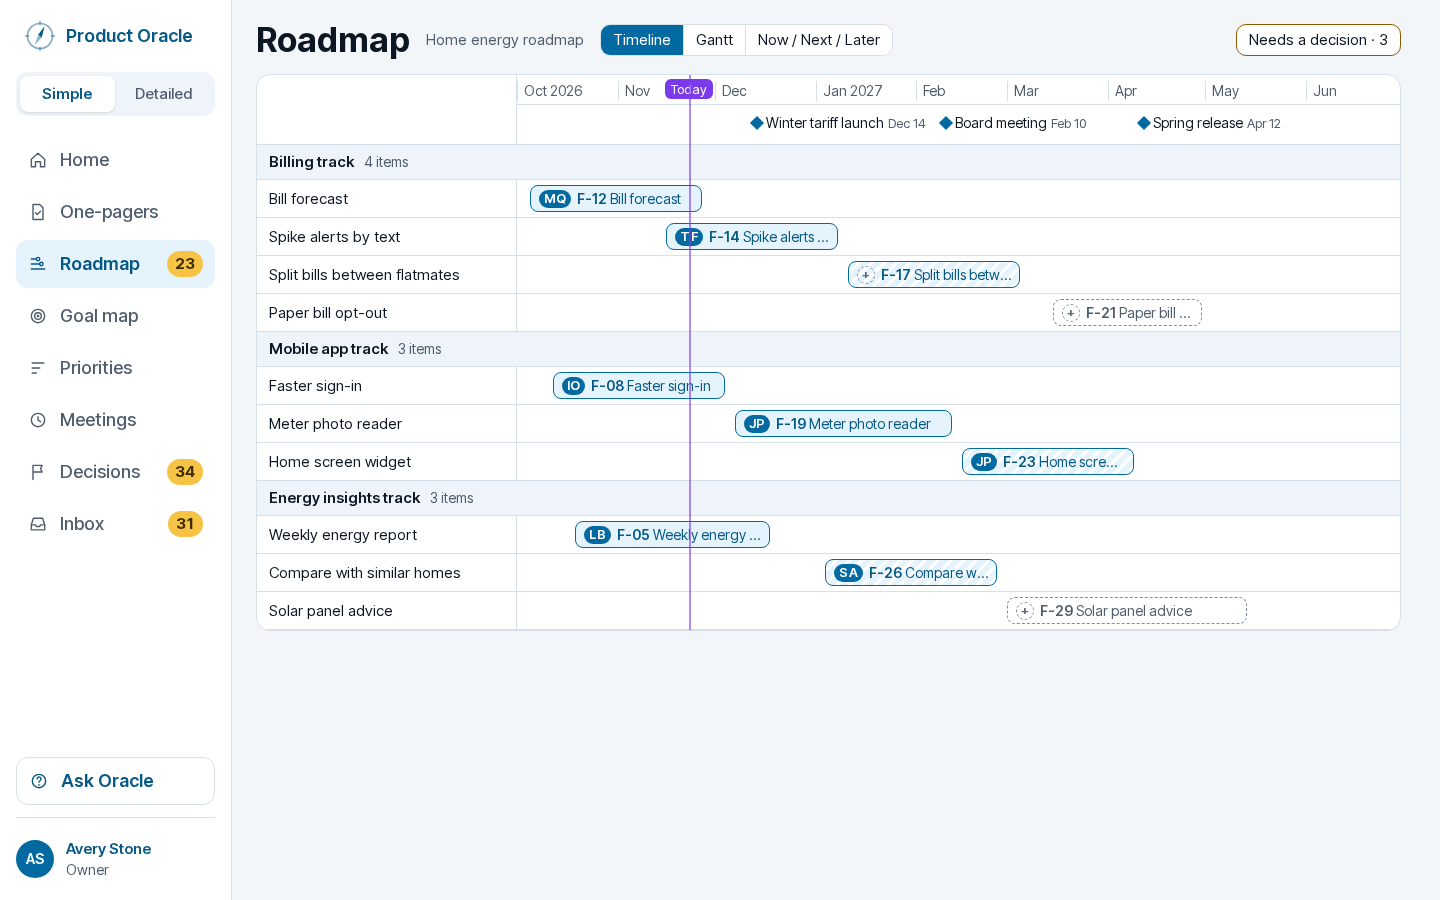 Product Oracle
Simple Detailed
Home
One-pagers
Roadmap 23
Goal map
Priorities
Meetings
Decisions 34
Inbox 31
Ask Oracle
AS Avery Stone
Owner
Roadmap Home energy roadmap Timeline Gantt Now / Next / Later Needs a decision · 3
Oct 2026 Nov Today Dec Jan 2027 Feb Mar Apr May Jun
Winter tariff launch Dec 14 Board meeting Feb 10 Spring release Apr 12
Billing track 4 items
Bill forecast MQ F-12 Bill forecast
Spike alerts by text TF F-14 Spike alerts ...
Split bills between flatmates + F-17 Split bills betw...
Paper bill opt-out + F-21 Paper bill ...
Mobile app track 3 items
Faster sign-in IO F-08 Faster sign-in
Meter photo reader JP F-19 Meter photo reader
Home screen widget JP F-23 Home scre...
Energy insights track 3 items
Weekly energy report LB F-05 Weekly energy ...
Compare with similar homes SA F-26 Compare w...
Solar panel advice + F-29 Solar panel advice